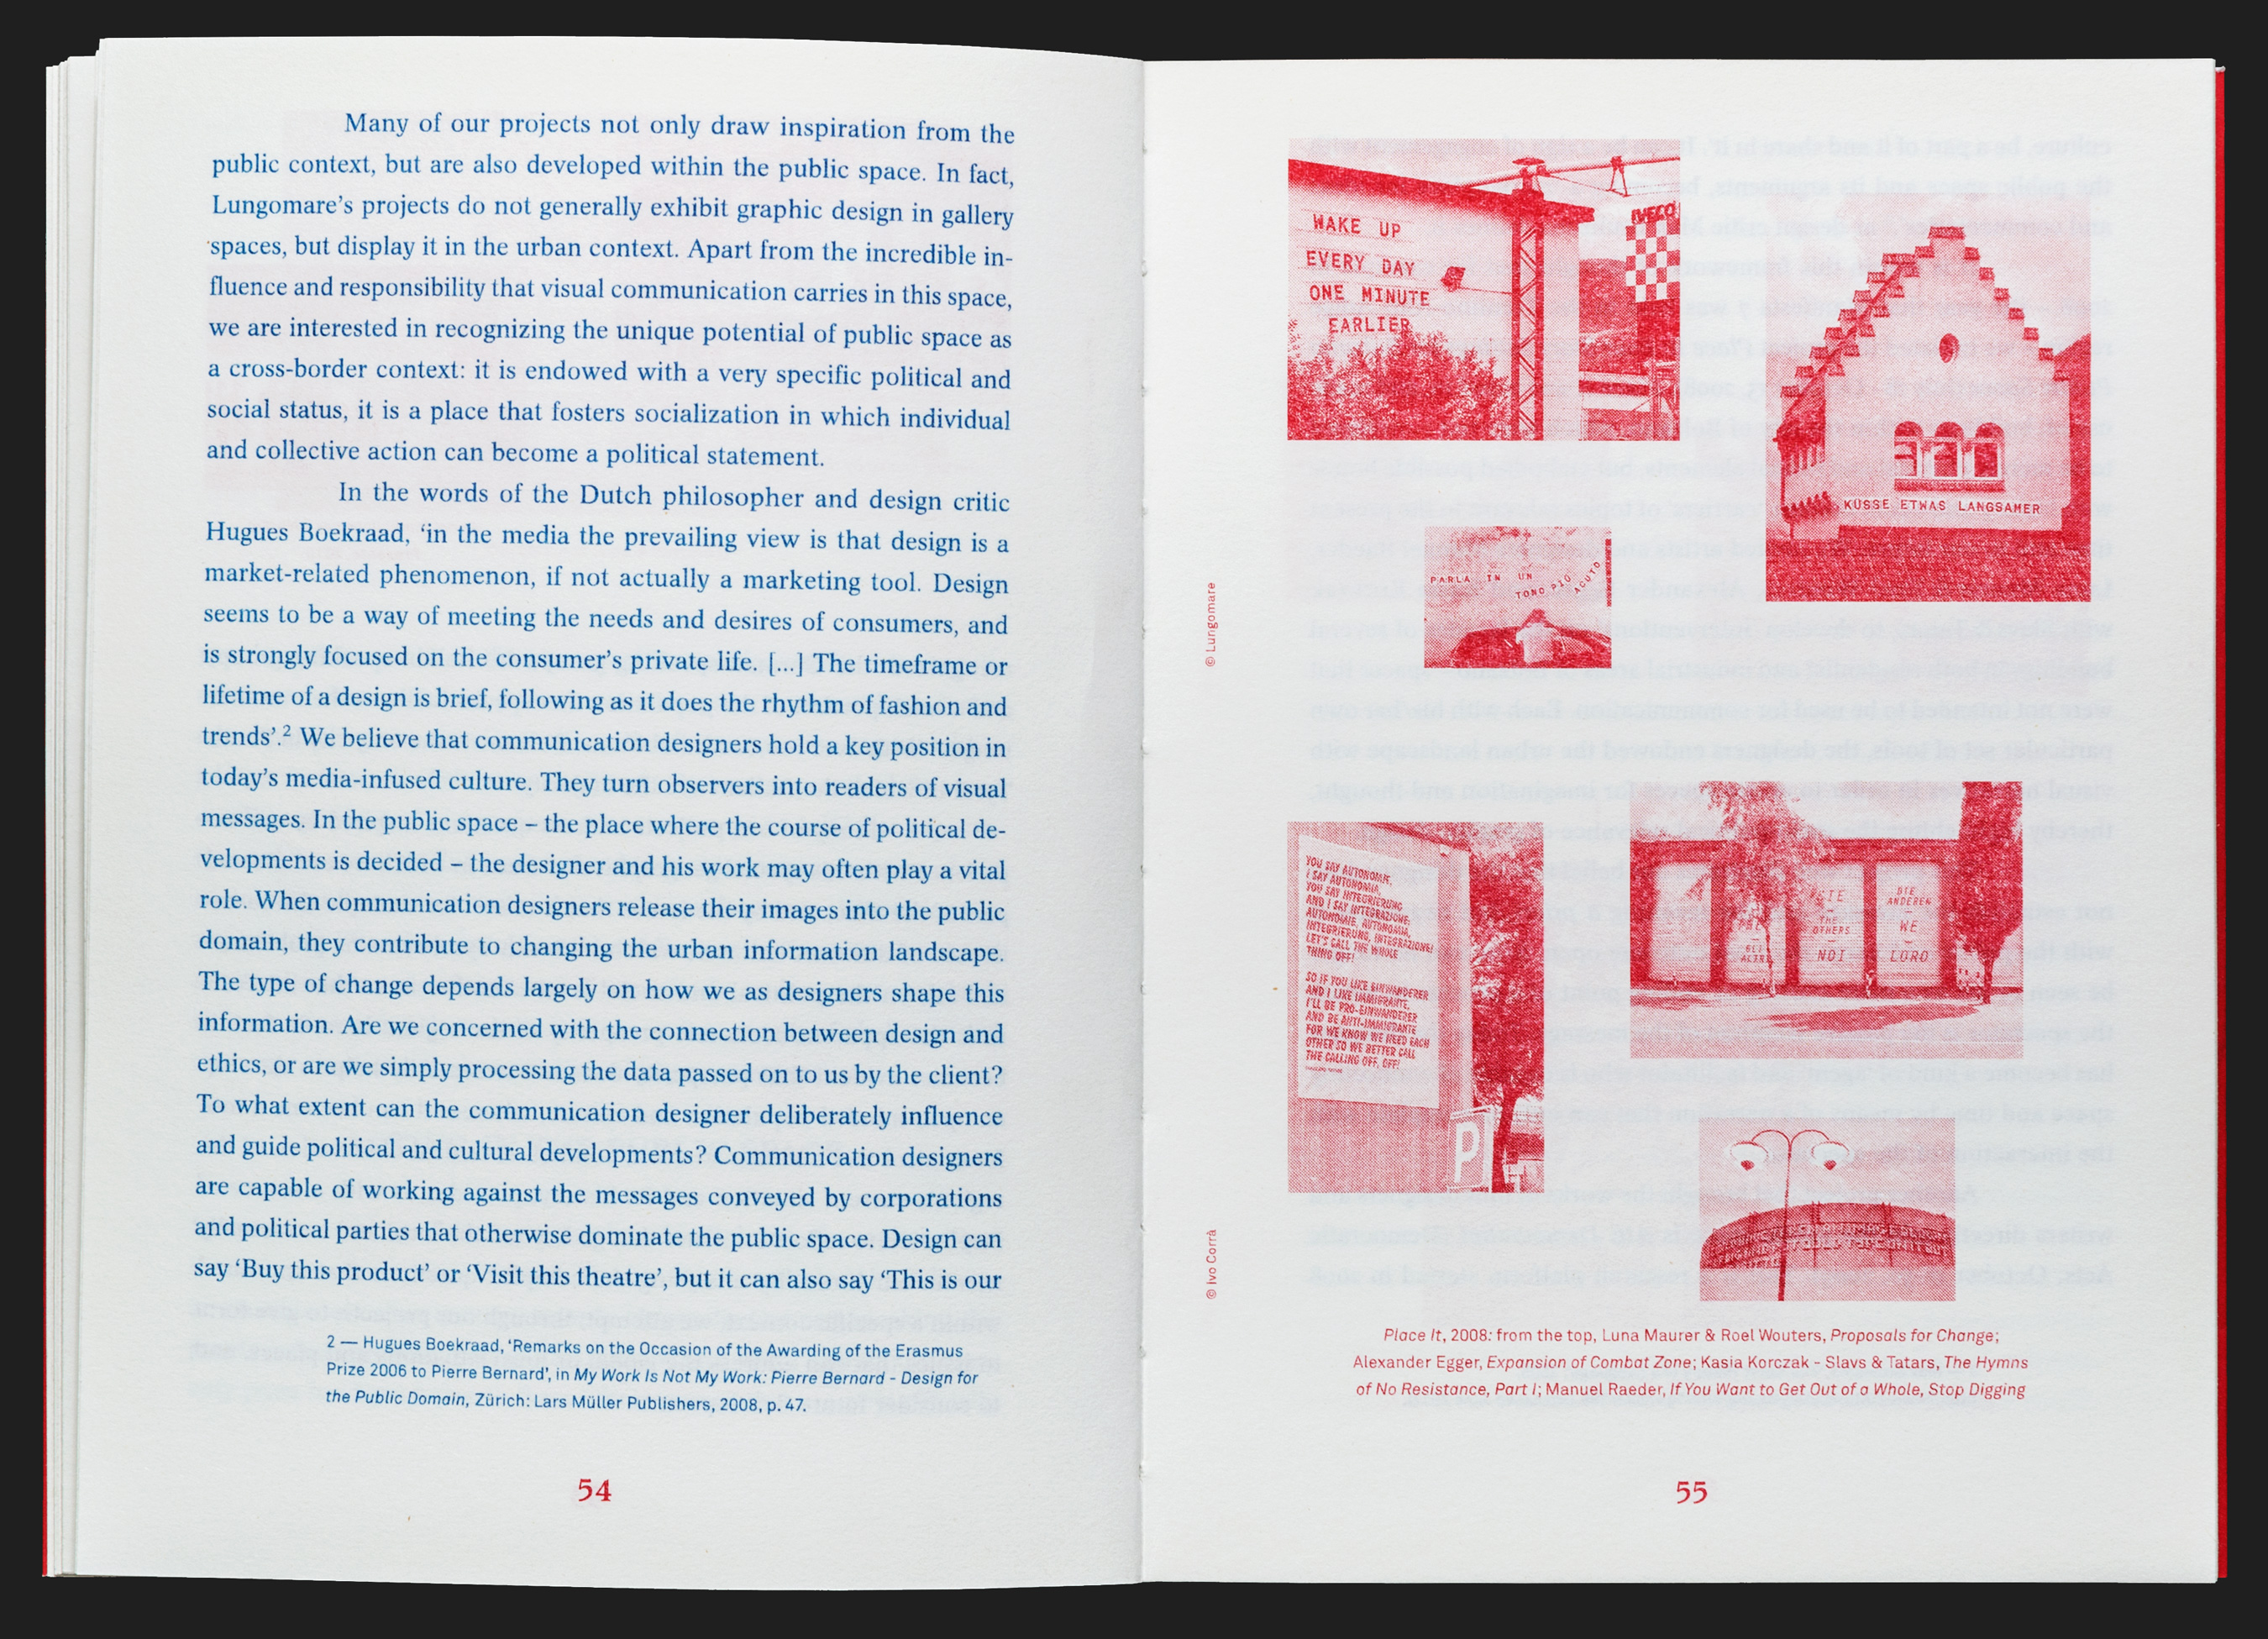 Many of our projects not only draw inspiration from the
public context, but are also developed within the public space. In fact,
Lungomare's projects do not generally exhibit graphic design in gallery
spaces, but display it in the urban context. Apart from the incredible in-
fluence and responsibility that visual communication carries in this space,
we are interested in recognizing the unique potential of public space as
a cross-border context: it is endowed with a very specific political and
social status, it is a place that fosters socialization in which individual
and collective action can become a political statement.
In the words of the Dutch philosopher and design critic
Hugues Boekraad, ‘in the media the prevailing view is that design is a
market-related phenomenon, if not actually a marketing tool. Design
seems to be a way of meeting the needs and desires of consumers, and
is strongly focused on the consumer's private life. [...] The timeframe or
lifetime of a design is brief, following as it does the rhythm of fashion and
trends’.² We believe that communication designers hold a key position in
today's media-infused culture. They turn observers into readers of visual
messages. In the public space – the place where the course of political de-
velopments is decided – the designer and his work may often play a vital
role. When communication designers release their images into the public
domain, they contribute to changing the urban information landscape.
The type of change depends largely on how we as designers shape this
information. Are we concerned with the connection between design and
ethics, or are we simply processing the data passed on to us by the client?
To what extent can the communication designer deliberately influence
and guide political and cultural developments? Communication designers
are capable of working against the messages conveyed by corporations
and political parties that otherwise dominate the public space. Design can
say ‘Buy this product’ or ‘Visit this theatre’, but it can also say ‘This is our
2 — Hugues Boekraad, ‘Remarks on the Occasion of the Awarding of the Erasmus
Prize 2006 to Pierre Bernard’, in My Work Is Not My Work: Pierre Bernard - Design for
the Public Domain, Zürich: Lars Müller Publishers, 2008, p. 47.
54
WAKE UP
EVERY DAY
ONE MINUTE
EARLIER
IVECO
KÜSSE ETWAS LANGSAMER
PARLA IN UN
TONO PIÙ ACUTO
© Lungomare
YOU SAY AUTONOMIE,
I SAY AUTONOMIA,
YOU SAY INTEGRIERUNG
AND I SAY INTEGRAZIONE;
AUTONOMIE, AUTONOMIA,
INTEGRIERUNG, INTEGRAZIONE!
LET'S CALL THE WHOLE
THING OFF!
SO IF YOU LIKE EINWANDERER
AND I LIKE IMMIGRANTE,
I'LL BE PRO-EINWANDERER
AND BE ANTI-IMMIGRANTE
FOR WE KNOW WE NEED EACH
OTHER SO WE BETTER CALL
THE CALLING OFF, OFF!
P
GLI
ALTRI
THE
OTHERS
NOI
DIE
ANDEREN
WE
LORO
© Ivo Corrà
Place It, 2008: from the top, Luna Maurer & Roel Wouters, Proposals for Change;
Alexander Egger, Expansion of Combat Zone; Kasia Korczak - Slavs & Tatars, The Hymns
of No Resistance, Part I; Manuel Raeder, If You Want to Get Out of a Whole, Stop Digging
55